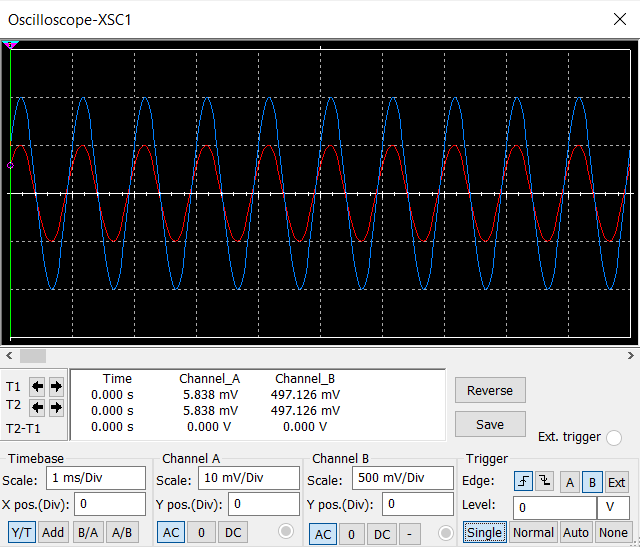 Oscilloscope-XSC1
T1
T2
T2-T1
Time Channel_A Channel_B
0.000 s 5.838 mV 497.126 mV
0.000 s 5.838 mV 497.126 mV
0.000 s 0.000 V 0.000 V
Reverse
Save
Ext. trigger
Timebase
Scale: 1 ms/Div
X pos.(Div): 0
Y/T Add B/A A/B
Channel A
Scale: 10 mV/Div
Y pos.(Div): 0
AC 0 DC
Channel B
Scale: 500 mV/Div
Y pos.(Div): 0
AC 0 DC -
Trigger
Edge: A B Ext
Level: 0 V
Single Normal Auto None